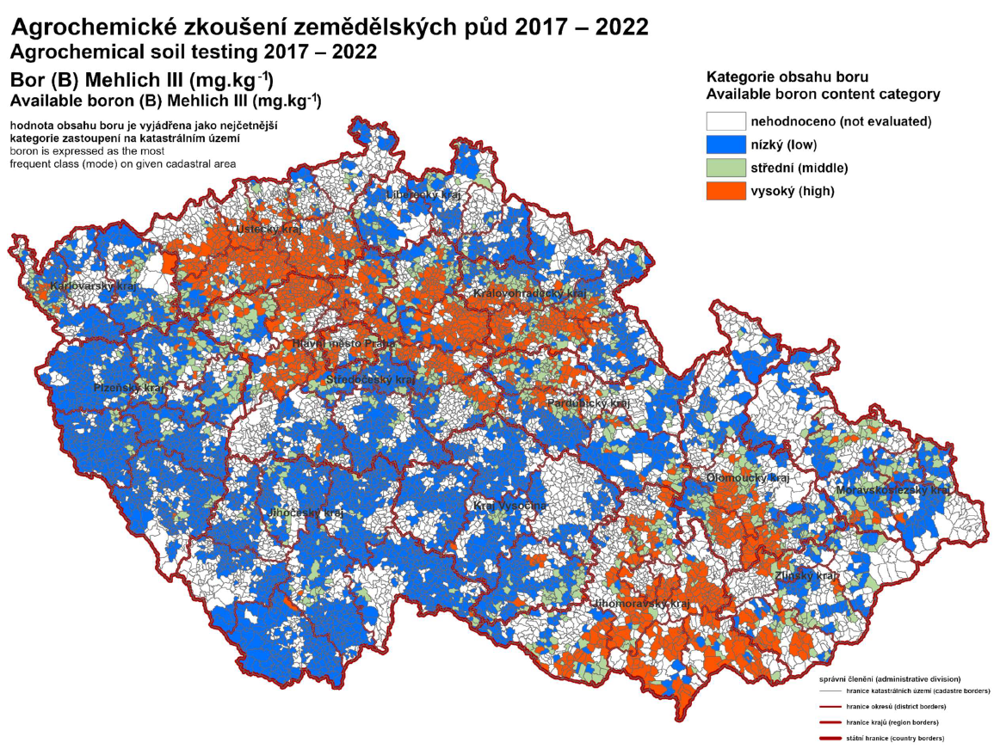 Agrochemické zkoušení zemědělských půd 2017 – 2022
Agrochemical soil testing 2017 – 2022
Bor (B) Mehlich III (mg.kg⁻¹)
Available boron (B) Mehlich III (mg.kg⁻¹)
hodnota obsahu boru je vyjádřena jako nejčetnější
kategorie zastoupení na katastrálním území
boron is expressed as the most
frequent class (mode) on given cadastral area
Kategorie obsahu boru
Available boron content category
nehodnoceno (not evaluated)
nízký (low)
střední (middle)
vysoký (high)
Liberecký kraj
Ústecký kraj
Karlovarský kraj
Královohradecký kraj
Hlavní město Praha
Středočeský kraj
Plzeňský kraj
Pardubický kraj
Olomoucký kraj
Moravskoslezský kraj
Kraj Vysočina
Jihočeský kraj
Zlínský kraj
Jihomoravský kraj
správní členění (administrative division)
hranice katastrálních území (cadastre borders)
hranice okresů (district borders)
hranice krajů (region borders)
státní hranice (country borders)